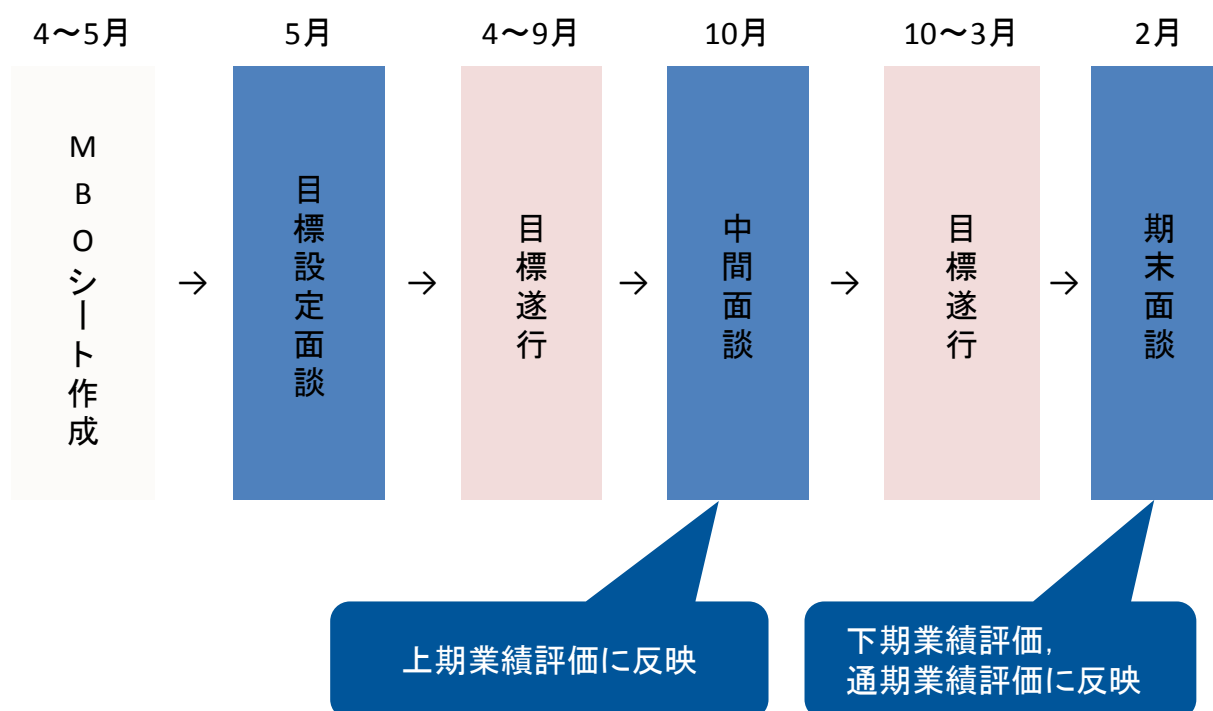 4～5月
5月
4～9月
10月
10～3月
2月
MBOシート作成
→
目標設定面談
→
目標遂行
→
中間面談
→
目標遂行
→
期末面談
上期業績評価に反映
下期業績評価,
通期業績評価に反映